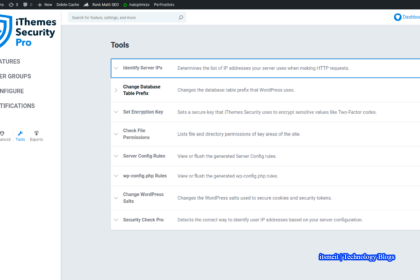 0 New Delete Cache Rank Math SEO Autoptimize Perfmatters
iThemes
Security
Pro
Search for features, settings, and more
Dashbo
Tools
EATURES
ER GROUPS
NFIGURE
TIFICATIONS
vanced Tools Reports
Identify Server IPs Determines the list of IP addresses your server uses when making HTTP requests.
Change Database
Table Prefix Changes the database table prefix that WordPress uses.
Set Encryption Key Sets a secure key that iThemes Security uses to encrypt sensitive values like Two-Factor codes.
Check File
Permissions Lists file and directory permissions of key areas of the site.
Server Config Rules View or flush the generated Server Config rules.
wp-config.php Rules View or flush the generated wp-config.php rules.
Change WordPress
Salts Changes the WordPress salts used to secure cookies and security tokens.
Security Check Pro Detects the correct way to identify user IP addresses based on your server configuration.
itsmeit Technology Blogs